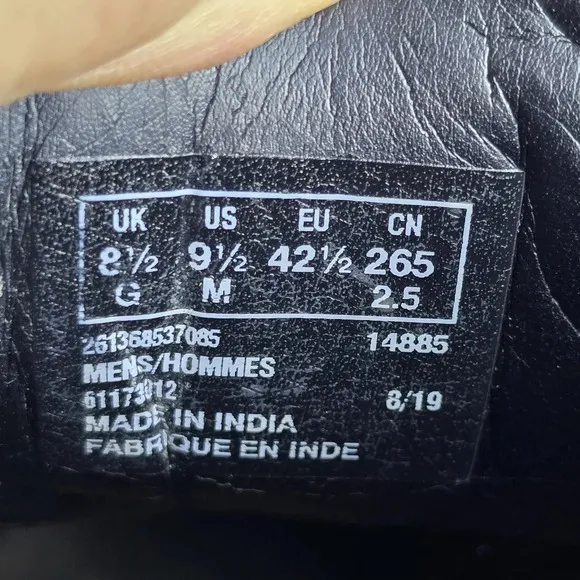 UK US EU CN
8½ 9½ 42½ 265
G M 2.5
261368537085 14885
MENS/HOMMES
8/19
MADE IN INDIA
FABRIQUE EN INDE